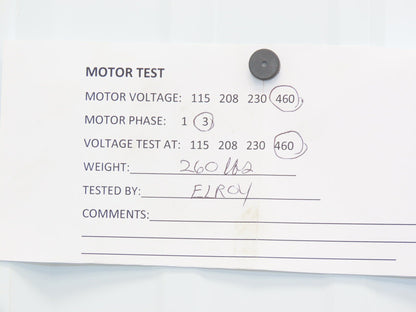 MOTOR TEST
MOTOR VOLTAGE: 115 208 230 460
MOTOR PHASE: 1 3
VOLTAGE TEST AT: 115 208 230 460
WEIGHT: 260 lbs
TESTED BY: ELROY
COMMENTS: